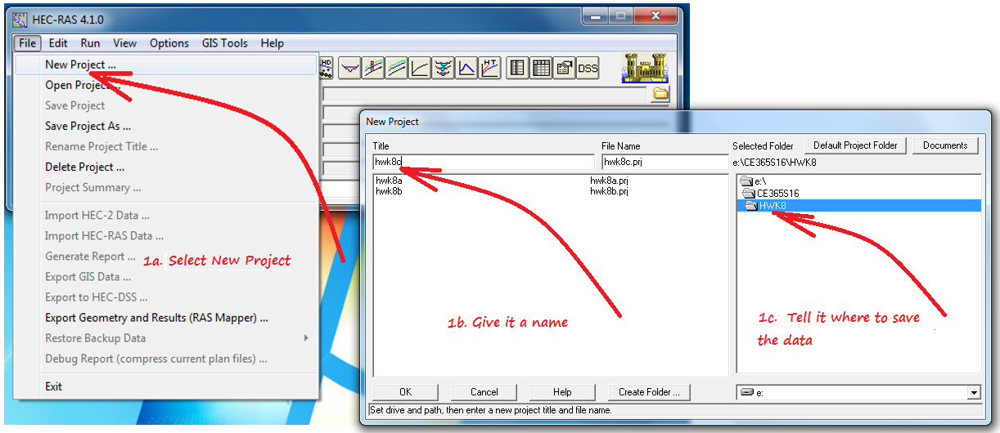 HEC-RAS 4.1.0
File Edit Run View Options GIS Tools Help
New Project ...
Open Project ...
Save Project
Save Project As ...
Rename Project Title ...
Delete Project ...
Project Summary ...
Import HEC-2 Data ...
Import HEC-RAS Data ...
Generate Report ...
Export GIS Data ...
Export to HEC-DSS ...
Export Geometry and Results (RAS Mapper) ...
Restore Backup Data
Debug Report (compress current plan files) ...
Exit
1a. Select New Project
HD
HT
DSS
New Project
Title File Name Selected Folder Default Project Folder Documents
hwk8c hwk8c.prj e:\CE365S16\HWK8
hwk8a hwk8a.prj
hwk8b hwk8b.prj
e:\
CE365S16
HWK8
1b. Give it a name
1c. Tell it where to save
the data
OK Cancel Help Create Folder ... e:
Set drive and path, then enter a new project title and file name.